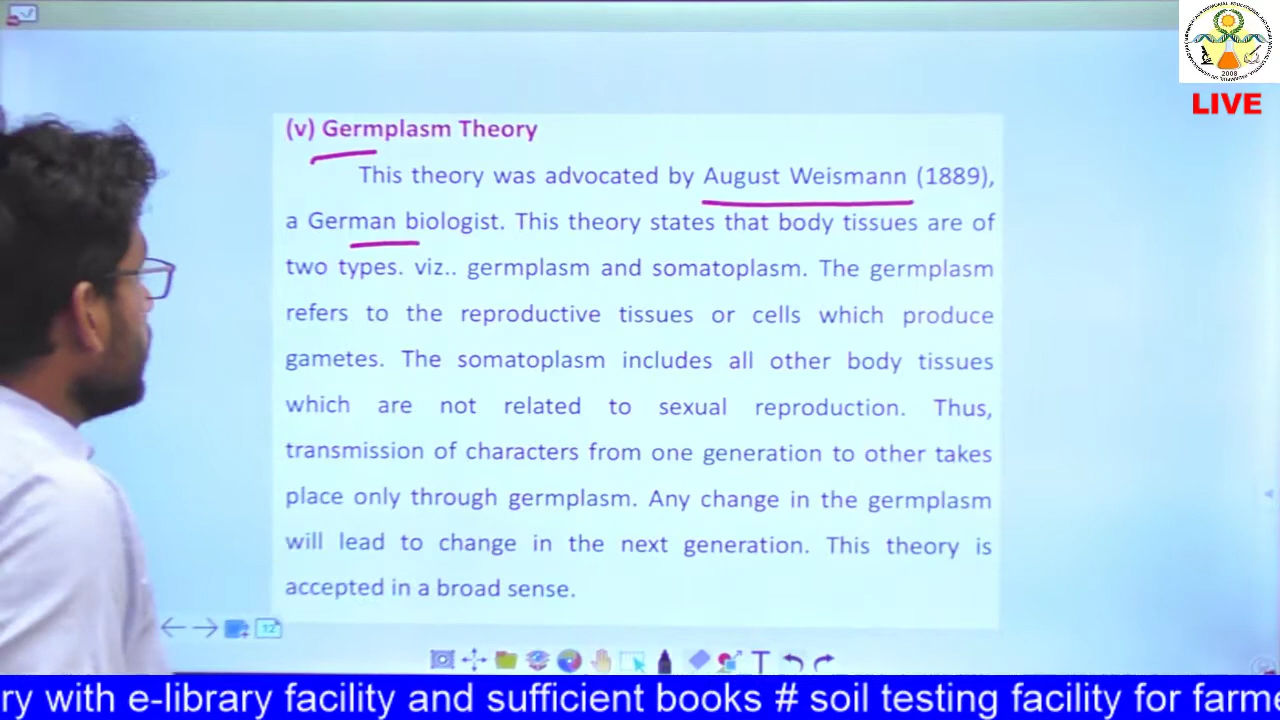 LIVE
(v) Germplasm Theory
This theory was advocated by August Weismann (1889),
a German biologist. This theory states that body tissues are of
two types. viz.. germplasm and somatoplasm. The germplasm
refers to the reproductive tissues or cells which produce
gametes. The somatoplasm includes all other body tissues
which are not related to sexual reproduction. Thus,
transmission of characters from one generation to other takes
place only through germplasm. Any change in the germplasm
will lead to change in the next generation. This theory is
accepted in a broad sense.
12
T
ry with e-library facility and sufficient books # soil testing facility for farme
2008